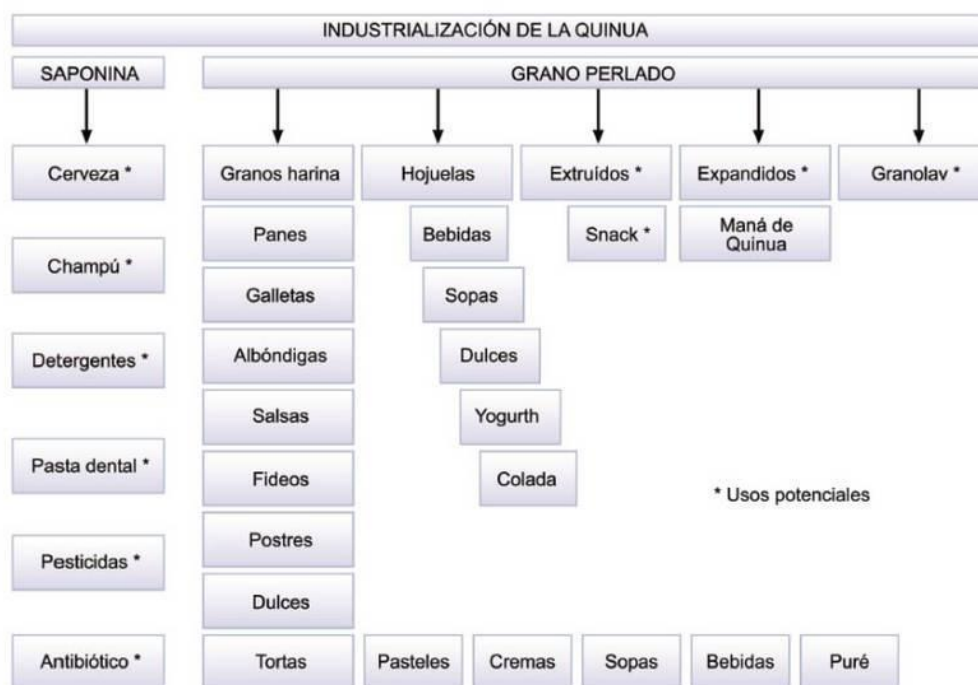 INDUSTRIALIZACIÓN DE LA QUINUA
SAPONINA
GRANO PERLADO
Cerveza *
Granos harina
Hojuelas
Extruídos *
Expandidos *
Granolav *
Champú *
Panes
Bebidas
Snack *
Maná de
Quinua
Galletas
Sopas
Detergentes *
Albóndigas
Dulces
Salsas
Yogurth
Pasta dental *
Fideos
Colada
* Usos potenciales
Pesticidas *
Postres
Dulces
Antibiótico *
Tortas
Pasteles
Cremas
Sopas
Bebidas
Puré